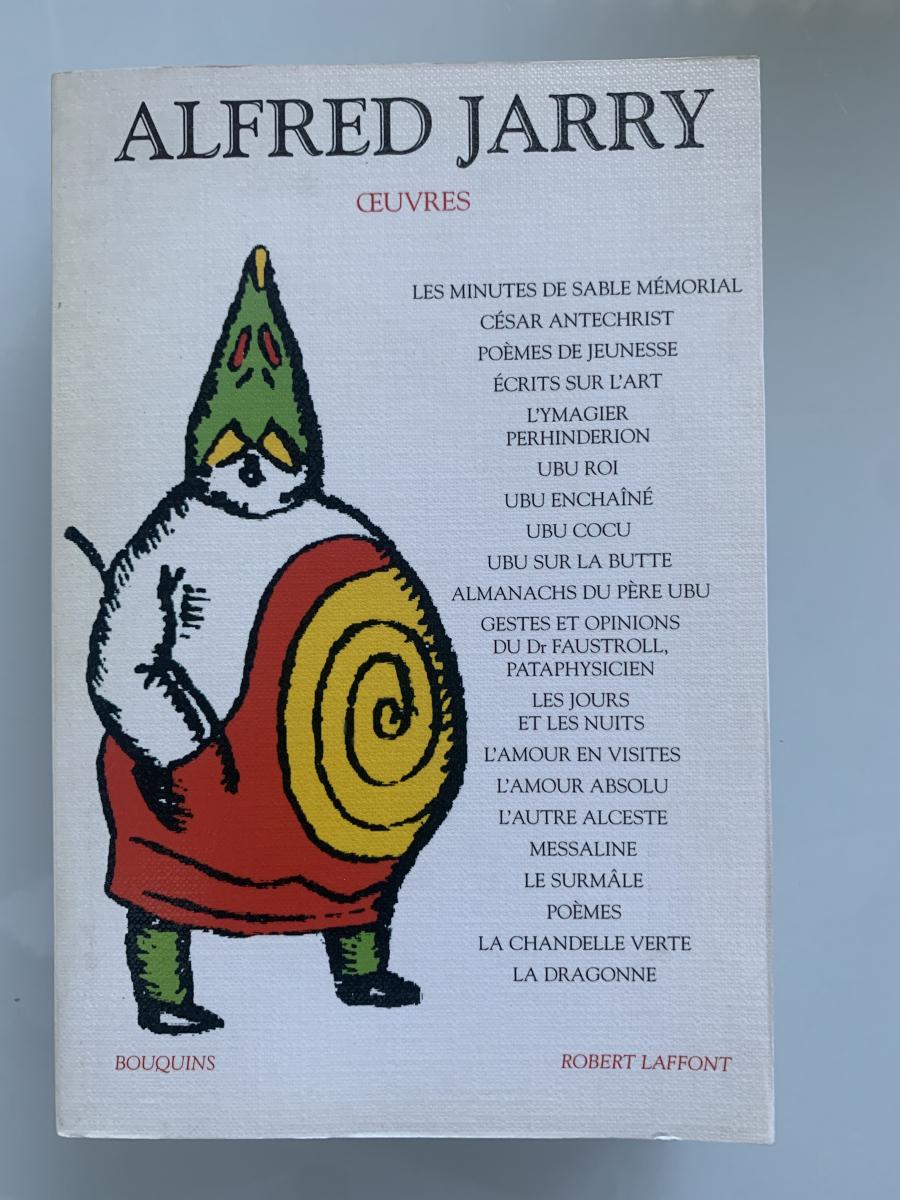 ALFRED JARRY
ŒUVRES
LES MINUTES DE SABLE MÉMORIAL
CÉSAR ANTECHRIST
POÈMES DE JEUNESSE
ÉCRITS SUR L'ART
L'YMAGIER
PERHINDERION
UBU ROI
UBU ENCHAÎNÉ
UBU COCU
UBU SUR LA BUTTE
ALMANACHS DU PÈRE UBU
GESTES ET OPINIONS
DU Dr FAUSTROLL,
PATAPHYSICIEN
LES JOURS
ET LES NUITS
L'AMOUR EN VISITES
L'AMOUR ABSOLU
L'AUTRE ALCESTE
MESSALINE
LE SURMÂLE
POÈMES
LA CHANDELLE VERTE
LA DRAGONNE
BOUQUINS
ROBERT LAFFONT